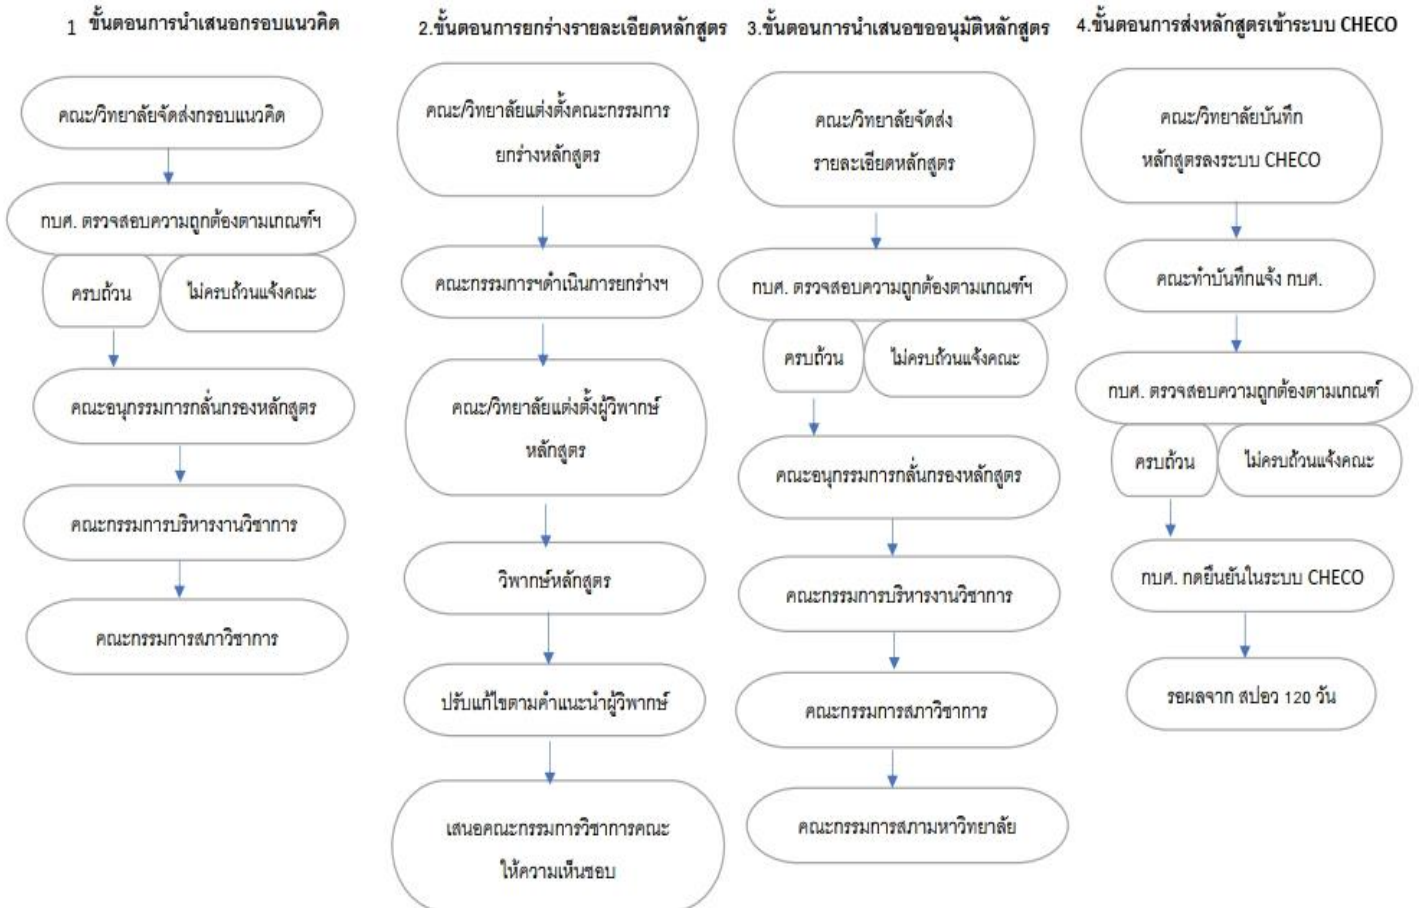 1 ขั้นตอนการนำเสนอกรอบแนวคิด
คณะ/วิทยาลัยจัดส่งกรอบแนวคิด
กบศ. ตรวจสอบความถูกต้องตามเกณฑ์ฯ
ครบถ้วน
ไม่ครบถ้วนแจ้งคณะ
คณะอนุกรรมการกลั่นกรองหลักสูตร
คณะกรรมการบริหารงานวิชาการ
คณะกรรมการสภาวิชาการ
2.ขั้นตอนการยกร่างรายละเอียดหลักสูตร
คณะ/วิทยาลัยแต่งตั้งคณะกรรมการ
ยกร่างหลักสูตร
คณะกรรมการฯดำเนินการยกร่างฯ
คณะ/วิทยาลัยแต่งตั้งผู้วิพากษ์
หลักสูตร
วิพากษ์หลักสูตร
ปรับแก้ไขตามคำแนะนำผู้วิพากษ์
เสนอคณะกรรมการวิชาการคณะ
ให้ความเห็นชอบ
3.ขั้นตอนการนำเสนอขออนุมัติหลักสูตร
คณะ/วิทยาลัยจัดส่ง
รายละเอียดหลักสูตร
กบศ. ตรวจสอบความถูกต้องตามเกณฑ์ฯ
ครบถ้วน
ไม่ครบถ้วนแจ้งคณะ
คณะอนุกรรมการกลั่นกรองหลักสูตร
คณะกรรมการบริหารงานวิชาการ
คณะกรรมการสภาวิชาการ
คณะกรรมการสภามหาวิทยาลัย
4.ขั้นตอนการส่งหลักสูตรเข้าระบบ CHECO
คณะ/วิทยาลัยบันทึก
หลักสูตรลงระบบ CHECO
คณะทำบันทึกแจ้ง กบศ.
กบศ. ตรวจสอบความถูกต้องตามเกณฑ์
ครบถ้วน
ไม่ครบถ้วนแจ้งคณะ
กบศ. กดยืนยันในระบบ CHECO
รอผลจาก สปอว 120 วัน